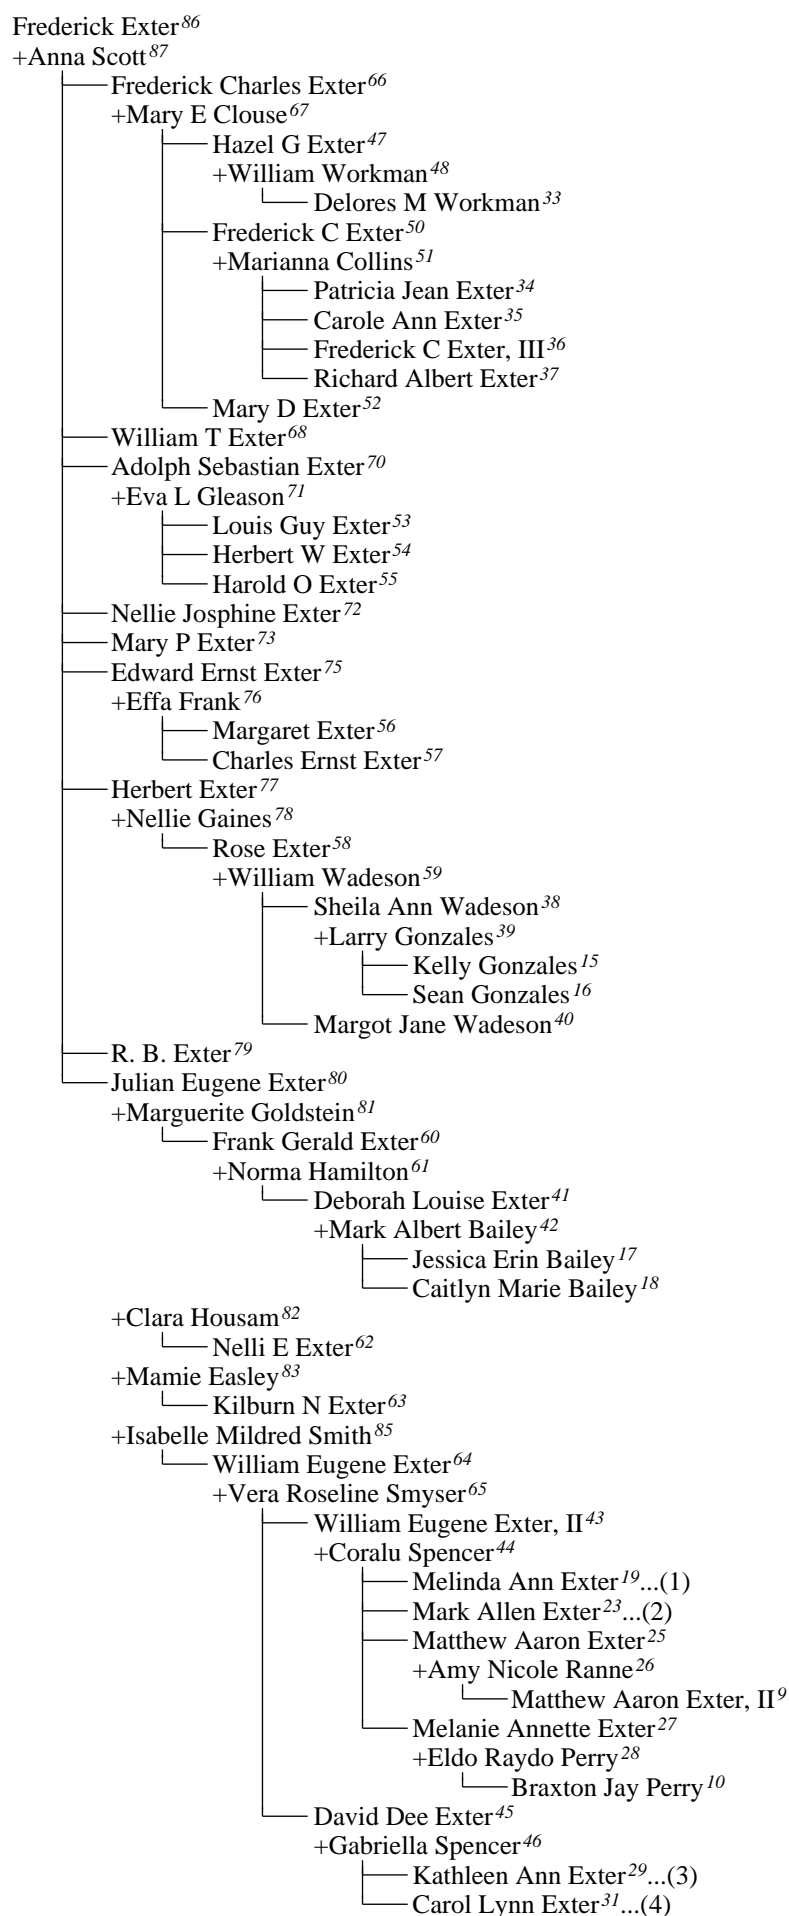 Frederick Exter86
+Anna Scott87
Frederick Charles Exter66
+Mary E Clouse67
Hazel G Exter47
+William Workman48
Delores M Workman33
Frederick C Exter50
+Marianna Collins51
Patricia Jean Exter34
Carole Ann Exter35
Frederick C Exter, III36
Richard Albert Exter37
Mary D Exter52
William T Exter68
Adolph Sebastian Exter70
+Eva L Gleason71
Louis Guy Exter53
Herbert W Exter54
Harold O Exter55
Nellie Josphine Exter72
Mary P Exter73
Edward Ernst Exter75
+Effa Frank76
Margaret Exter56
Charles Ernst Exter57
Herbert Exter77
+Nellie Gaines78
Rose Exter58
+William Wadeson59
Sheila Ann Wadeson38
+Larry Gonzales39
Kelly Gonzales15
Sean Gonzales16
Margot Jane Wadeson40
R. B. Exter79
Julian Eugene Exter80
+Marguerite Goldstein81
Frank Gerald Exter60
+Norma Hamilton61
Deborah Louise Exter41
+Mark Albert Bailey42
Jessica Erin Bailey17
Caitlyn Marie Bailey18
+Clara Housam82
Nelli E Exter62
+Mamie Easley83
Kilburn N Exter63
+Isabelle Mildred Smith85
William Eugene Exter64
+Vera Roseline Smyser65
William Eugene Exter, II43
+Coralu Spencer44
Melinda Ann Exter19...(1)
Mark Allen Exter23...(2)
Matthew Aaron Exter25
+Amy Nicole Ranne26
Matthew Aaron Exter, II9
Melanie Annette Exter27
+Eldo Raydo Perry28
Braxton Jay Perry10
David Dee Exter45
+Gabriella Spencer46
Kathleen Ann Exter29...(3)
Carol Lynn Exter31...(4)